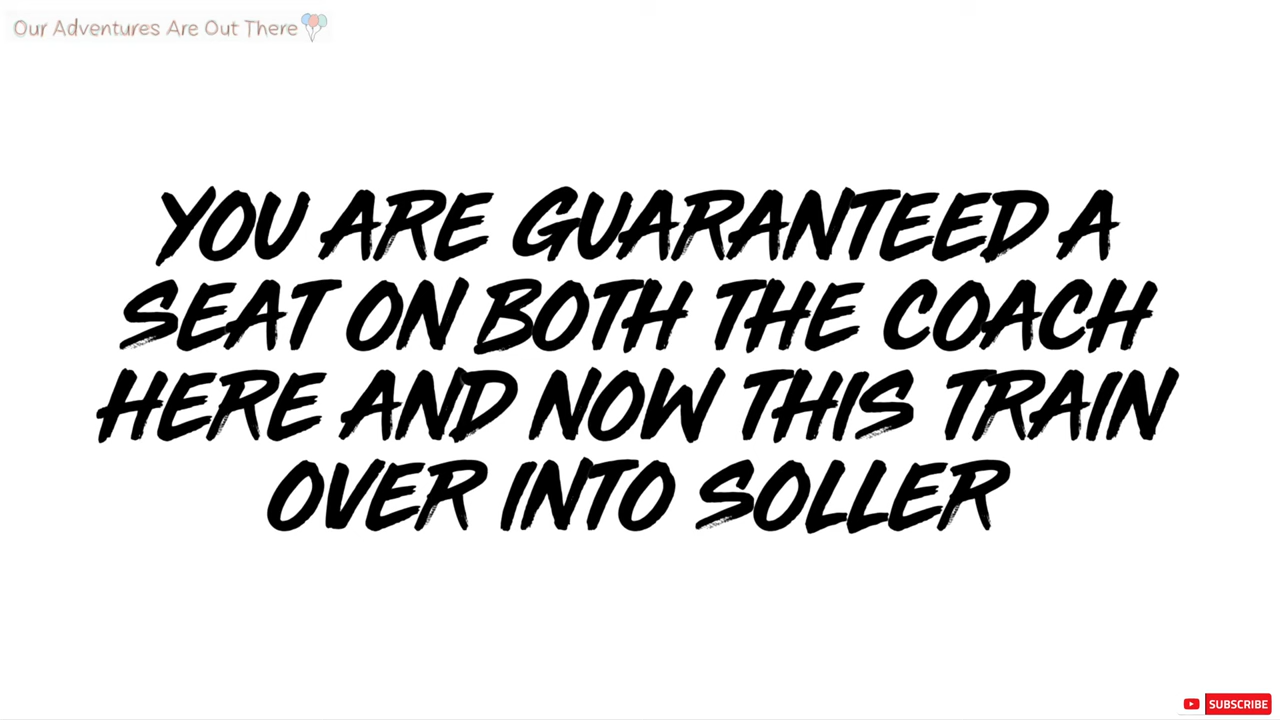 Our Adventures Are Out There
YOU ARE GUARANTEED A
SEAT ON BOTH THE COACH
HERE AND NOW THIS TRAIN
OVER INTO SOLLER
SUBSCRIBE